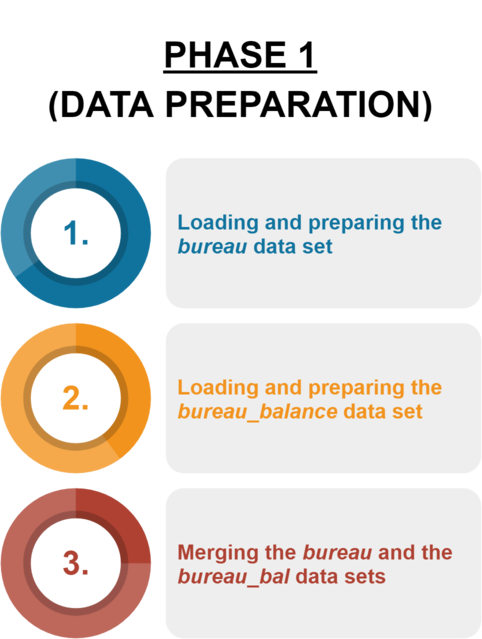 PHASE 1
(DATA PREPARATION)
1.
Loading and preparing the
bureau data set
2.
Loading and preparing the
bureau_balance data set
3.
Merging the bureau and the
bureau_bal data sets